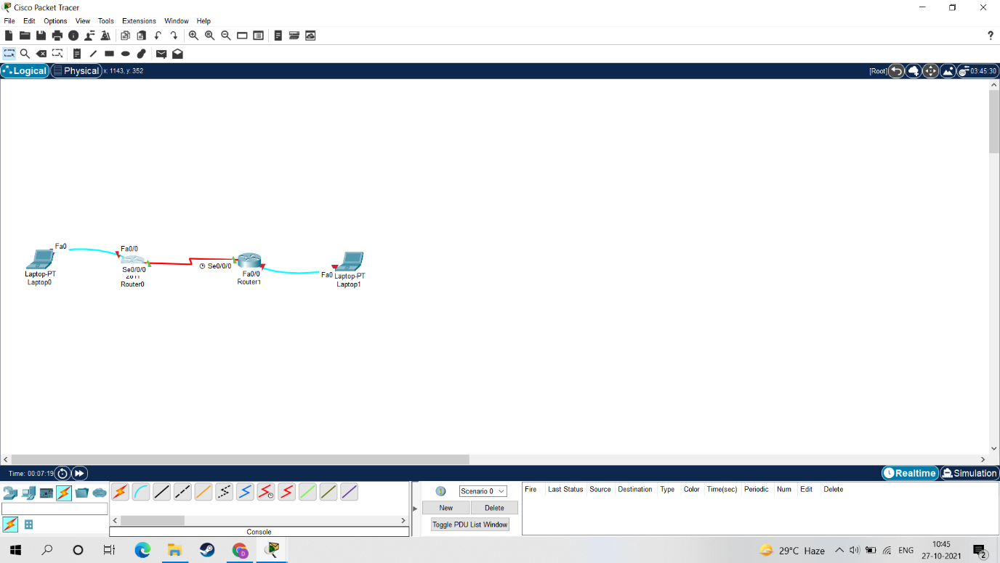 Cisco Packet Tracer
File Edit Options View Tools Extensions Window Help
?
Logical Physical x: 1143, y: 352 [Root] 03:45:30
Fa0 Fa0/0
Laptop-PT
Laptop0
Se0/0/0
Router0
Se0/0/0
Fa0/0
Router1
Fa0 Laptop-PT
Laptop1
Time: 00:07:19 Realtime Simulation
Scenario 0
New Delete
Toggle PDU List Window
Fire Last Status Source Destination Type Color Time(sec) Periodic Num Edit Delete
Console
29°C Haze ENG 10:45
27-10-2021
2